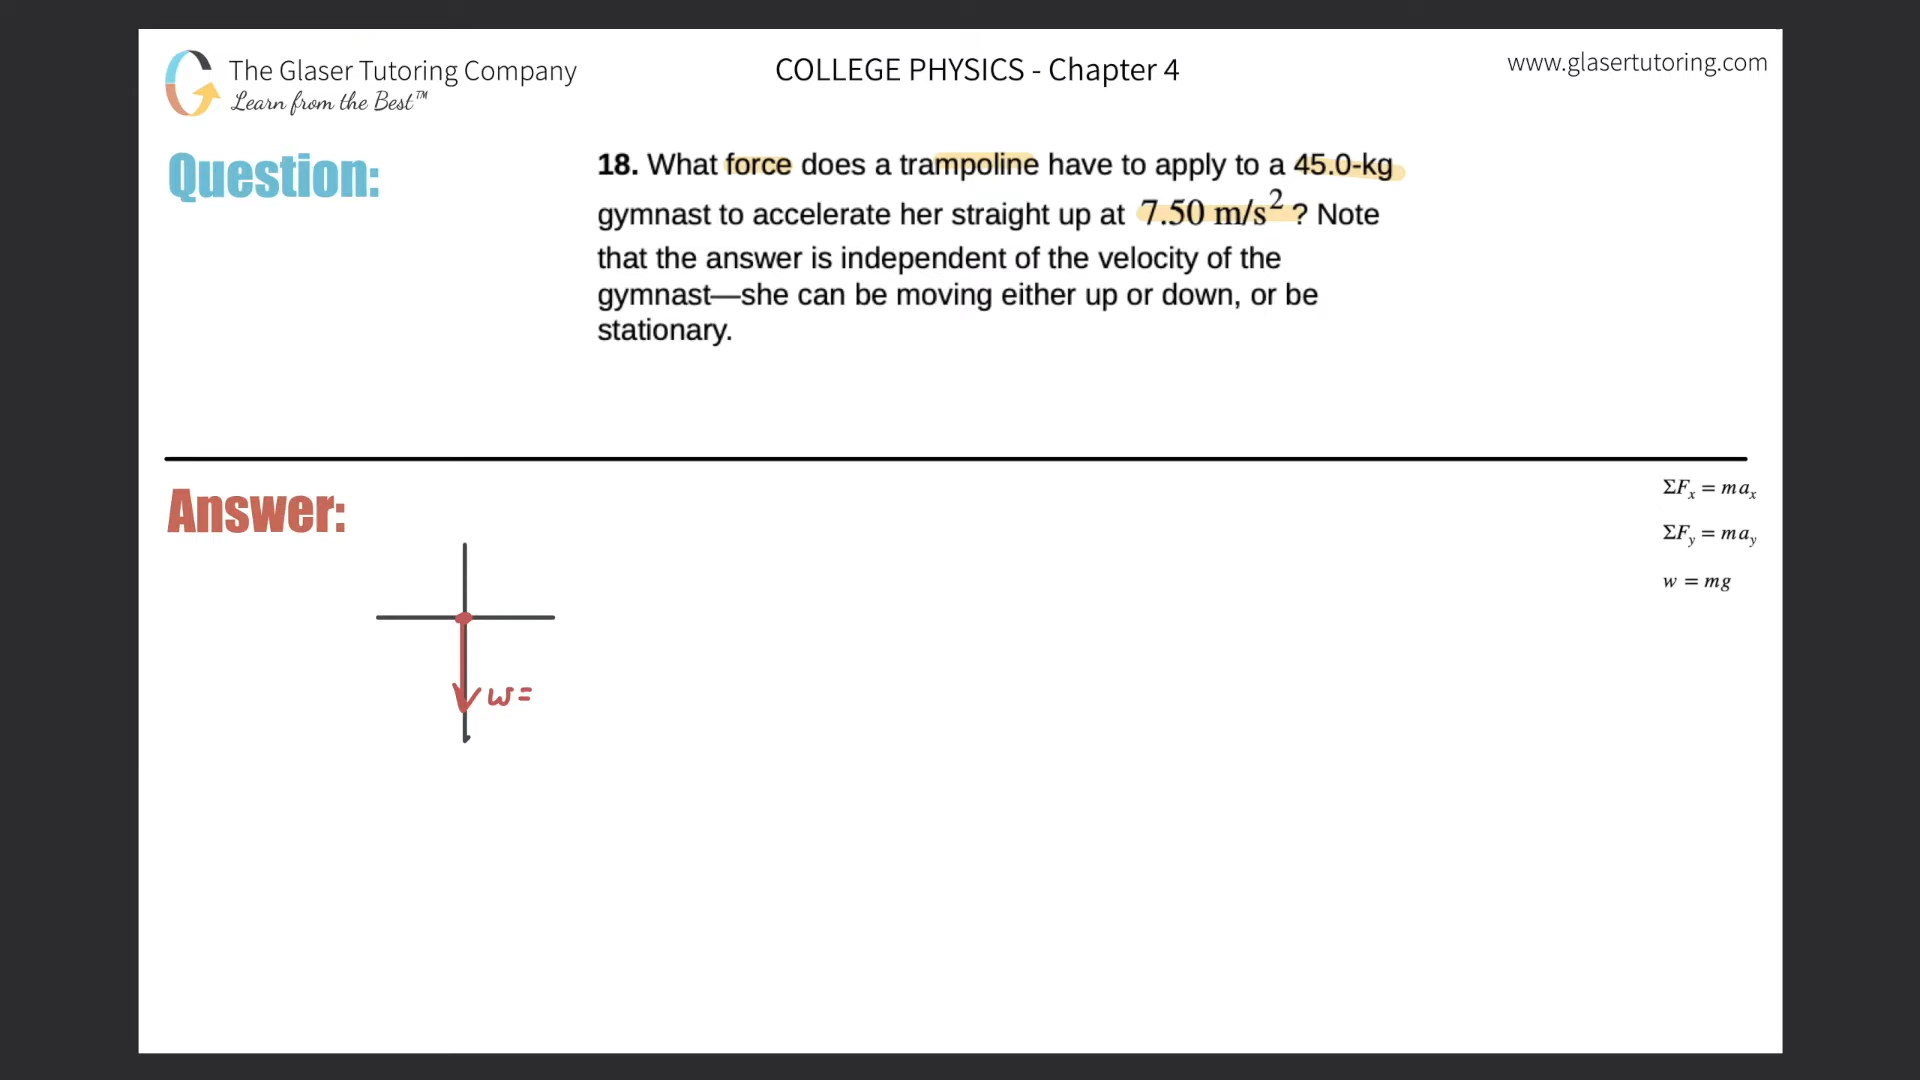 The Glaser Tutoring Company
Learn from the Best™
COLLEGE PHYSICS - Chapter 4
www.glasertutoring.com
Question:
18. What force does a trampoline have to apply to a 45.0-kg
gymnast to accelerate her straight up at 7.50 m/s² ? Note
that the answer is independent of the velocity of the
gymnast—she can be moving either up or down, or be
stationary.
Answer:
ΣFₓ = maₓ
ΣF_y = ma_y
w = mg
w=